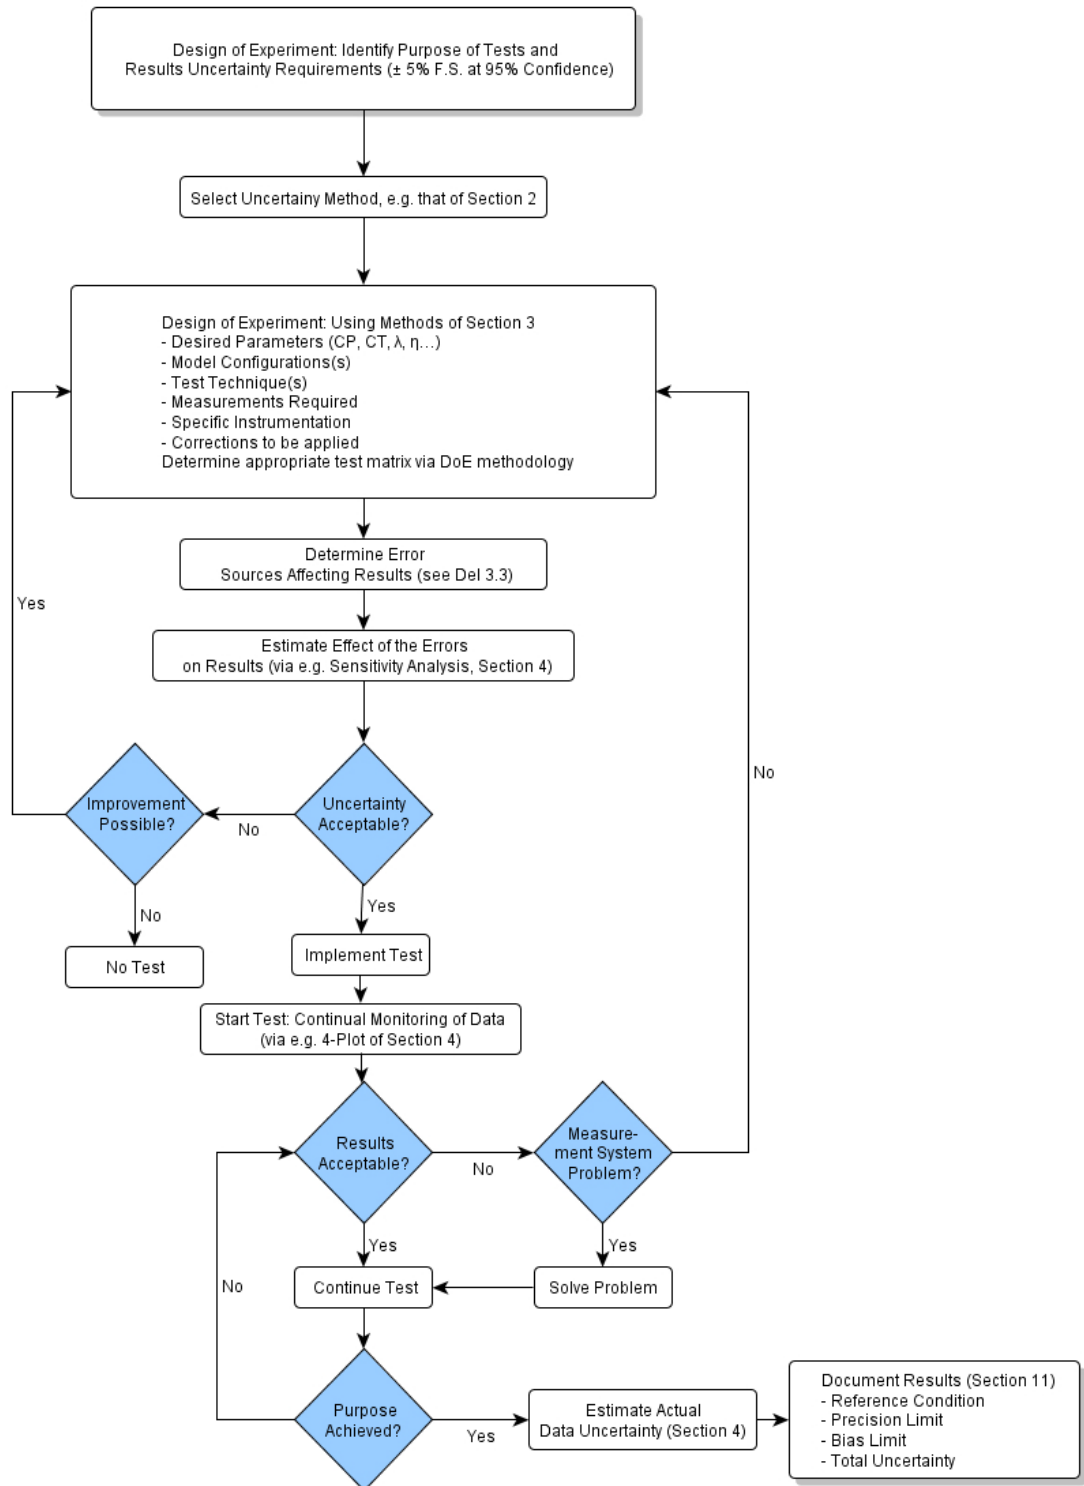 Design of Experiment: Identify Purpose of Tests and
Results Uncertainty Requirements (± 5% F.S. at 95% Confidence)
Select Uncertainy Method, e.g. that of Section 2
Design of Experiment: Using Methods of Section 3
- Desired Parameters (CP, CT, λ, η...)
- Model Configurations(s)
- Test Technique(s)
- Measurements Required
- Specific Instrumentation
- Corrections to be applied
Determine appropriate test matrix via DoE methodology
Determine Error
Sources Affecting Results (see Del 3.3)
Yes
Estimate Effect of the Errors
on Results (via e.g. Sensitivity Analysis, Section 4)
No
Improvement
Possible?
No
Uncertainty
Acceptable?
No
Yes
No Test
Implement Test
Start Test: Continual Monitoring of Data
(via e.g. 4-Plot of Section 4)
Results
Acceptable?
No
Measure-
ment System
Problem?
Yes
Yes
No
Continue Test
Solve Problem
Purpose
Achieved?
Yes
Estimate Actual
Data Uncertainty (Section 4)
Document Results (Section 11)
- Reference Condition
- Precision Limit
- Bias Limit
- Total Uncertainty